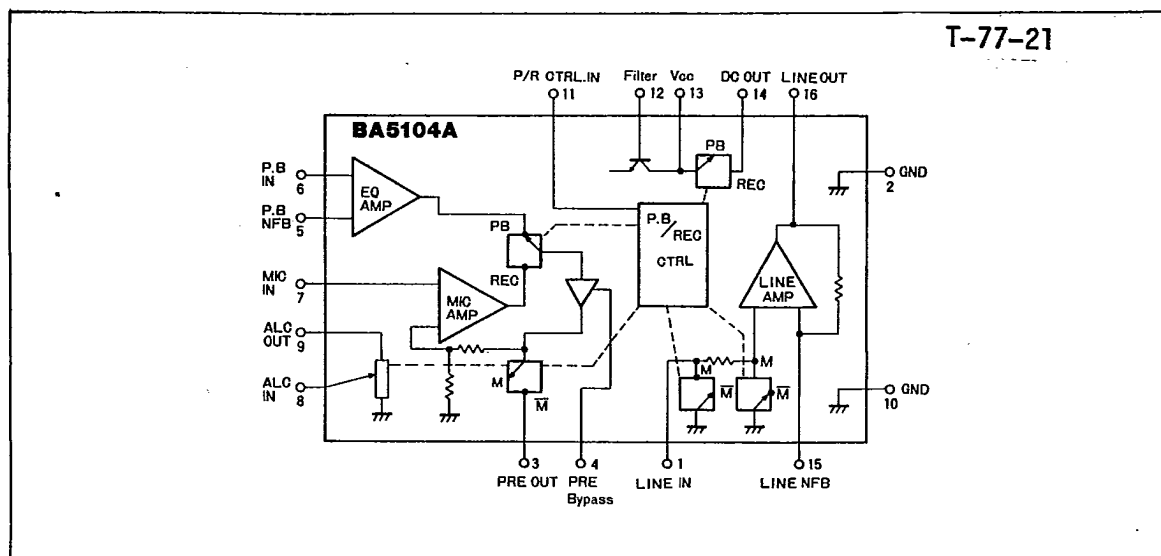 T-77-21
P/R CTRL.IN
11
Filter
12
Vcc
13
DC OUT
14
LINE OUT
16
BA5104A
P.B
IN
6
P.B
NFB
5
EQ
AMP
PB
REC
PB
REC
P.B
/REC
CTRL
GND
2
MIC
IN
7
MIC
AMP
LINE
AMP
ALC
OUT
9
ALC
IN
8
M
M̅
M
M̅
M
M̅
GND
10
3
PRE OUT
4
PRE
Bypass
1
LINE IN
15
LINE NFB